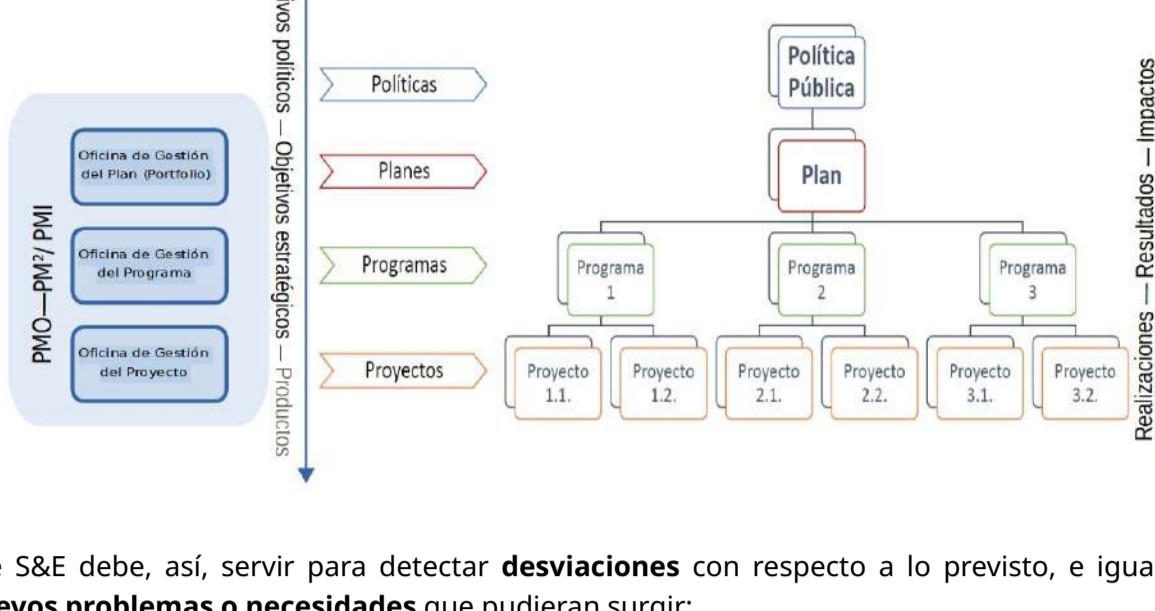 PMO—PM²/ PMI
Oficina de Gestión
del Plan (Portfolio)
Oficina de Gestión
del Programa
Oficina de Gestión
del Proyecto
políticos — Objetivos estratégicos — Productos
Políticas
Planes
Programas
Proyectos
Política
Pública
Plan
Programa
1
Programa
2
Programa
3
Proyecto
1.1.
Proyecto
1.2.
Proyecto
2.1.
Proyecto
2.2.
Proyecto
3.1.
Proyecto
3.2.
Realizaciones — Resultados — Impactos
S&E debe, así, servir para detectar desviaciones con respecto a lo previsto, e
problemas o necesidades que pudieran surgir: